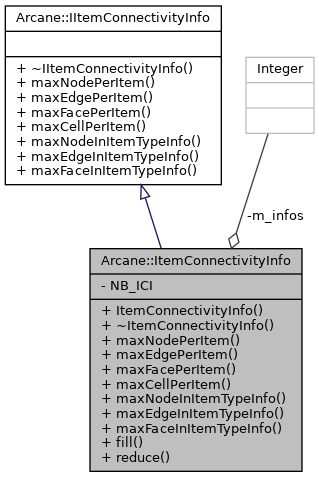 Arcane::IItemConnectivityInfo
+ ~IItemConnectivityInfo()
+ maxNodePerItem()
+ maxEdgePerItem()
+ maxFacePerItem()
+ maxCellPerItem()
+ maxNodeInItemTypeInfo()
+ maxEdgeInItemTypeInfo()
+ maxFaceInItemTypeInfo()
Integer
-m_infos
Arcane::ItemConnectivityInfo
- NB_ICI
+ ItemConnectivityInfo()
+ ~ItemConnectivityInfo()
+ maxNodePerItem()
+ maxEdgePerItem()
+ maxFacePerItem()
+ maxCellPerItem()
+ maxNodeInItemTypeInfo()
+ maxEdgeInItemTypeInfo()
+ maxFaceInItemTypeInfo()
+ fill()
+ reduce()